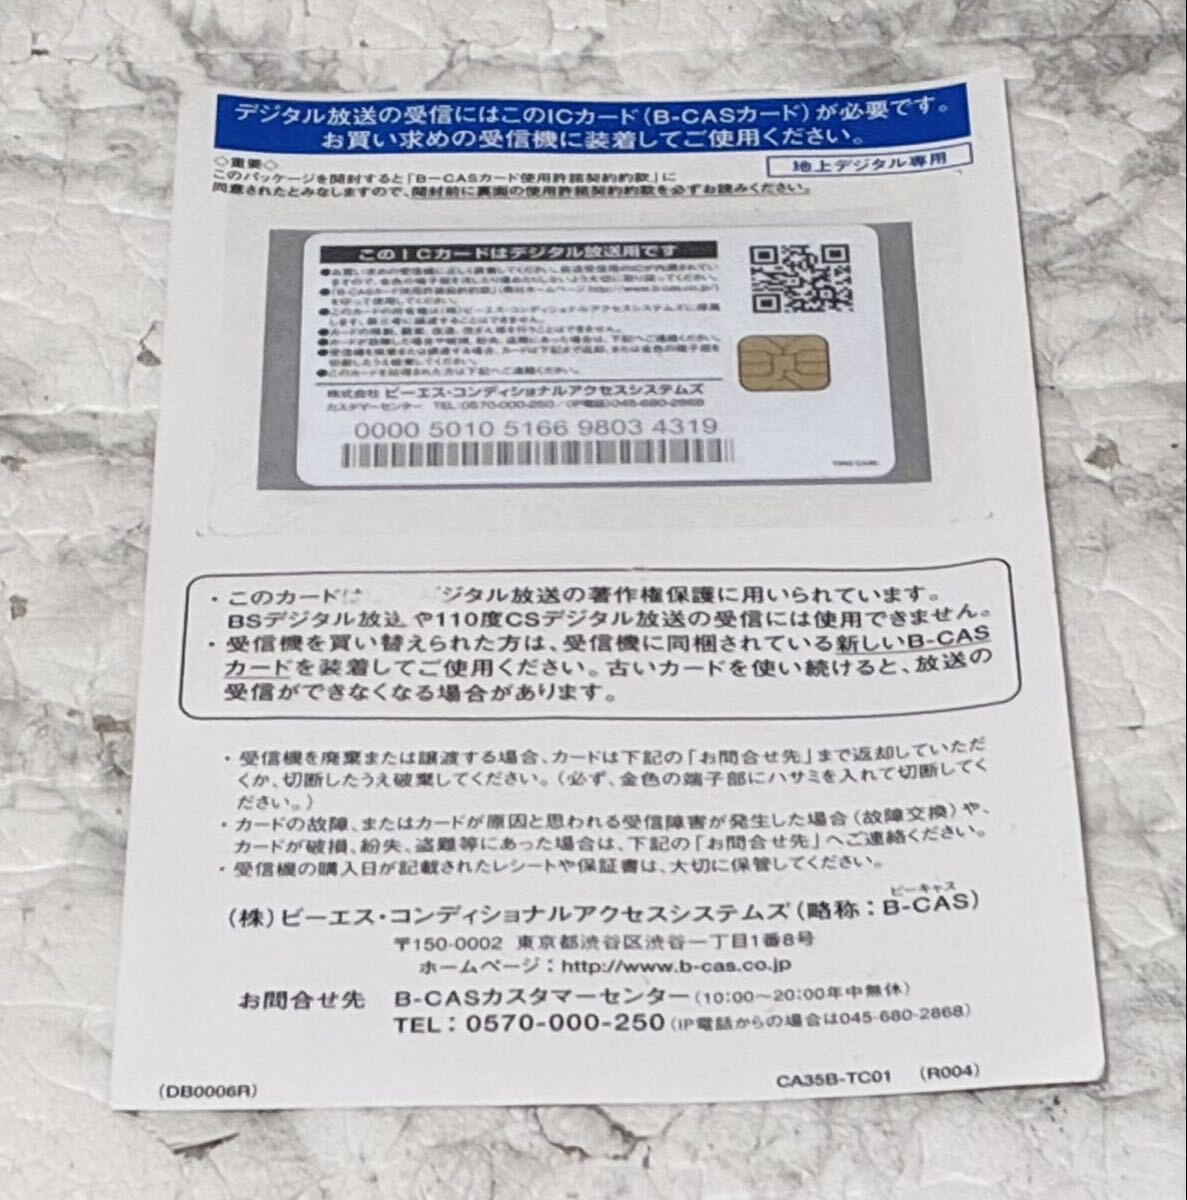 デジタル放送の受信にはこのICカード（B-CASカード）が必要です。
お買い求めの受信機に装着してご使用ください。
◇重要◇
地上デジタル専用
このパッケージを開封すると「B－CASカード使用許諾契約約款」に
同意されたとみなしますので、開封前に裏面の使用許諾契約約款を必ずお読みください。
このICカードはデジタル放送用です
株式会社 ビーエス・コンディショナルアクセスシステムズ
カスタマーセンター TEL:0570-000-250／(IP電話)045-680-2868
0000 5010 5166 9803 4319
・このカードは ジタル放送の著作権保護に用いられています。
BSデジタル放送や110度CSデジタル放送の受信には使用できません。
・受信機を買い替えられた方は、受信機に同梱されている新しいB-CAS
カードを装着してご使用ください。古いカードを使い続けると、放送の
受信ができなくなる場合があります。
・受信機を廃棄または譲渡する場合、カードは下記の「お問合せ先」まで返却していただ
くか、切断したうえ破棄してください。（必ず、金色の端子部にハサミを入れて切断してく
ださい。）
・カードの故障、またはカードが原因と思われる受信障害が発生した場合（故障交換）や、
カードが破損、紛失、盗難等にあった場合は、下記の「お問合せ先」へご連絡ください。
・受信機の購入日が記載されたレシートや保証書は、大切に保管してください。
ビーキャス
（株）ビーエス・コンディショナルアクセスシステムズ（略称：B-CAS）
〒150-0002 東京都渋谷区渋谷一丁目1番8号
ホームページ：http://www.b-cas.co.jp
お問合せ先 B-CASカスタマーセンター（10:00～20:00年中無休）
TEL：0570-000-250（IP電話からの場合は045-680-2868）
（DB0006R） CA35B-TC01 （R004）